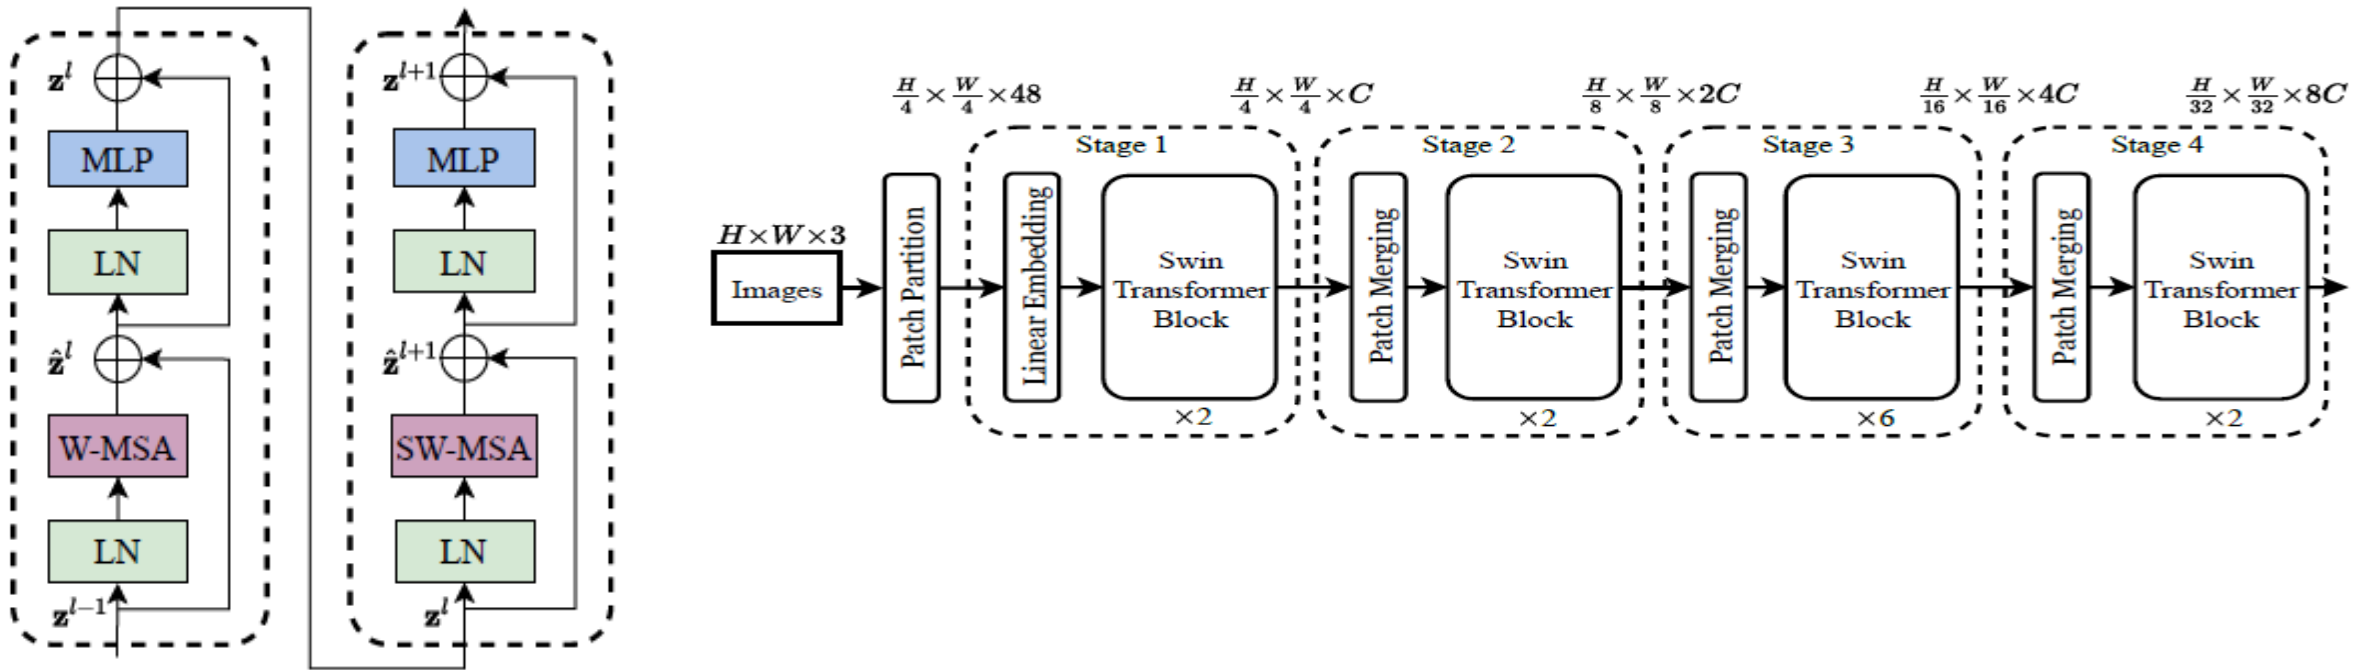 z^l
MLP
LN
ẑ^l
W-MSA
LN
z^{l-1}
z^{l+1}
MLP
LN
ẑ^{l+1}
SW-MSA
LN
z^l
H×W×3
Images
H/4 × W/4 × 48
Patch Partition
Stage 1
Linear Embedding
Swin
Transformer
Block
×2
H/4 × W/4 × C
Stage 2
Patch Merging
Swin
Transformer
Block
×2
H/8 × W/8 × 2C
Stage 3
Patch Merging
Swin
Transformer
Block
×6
H/16 × W/16 × 4C
Stage 4
Patch Merging
Swin
Transformer
Block
×2
H/32 × W/32 × 8C